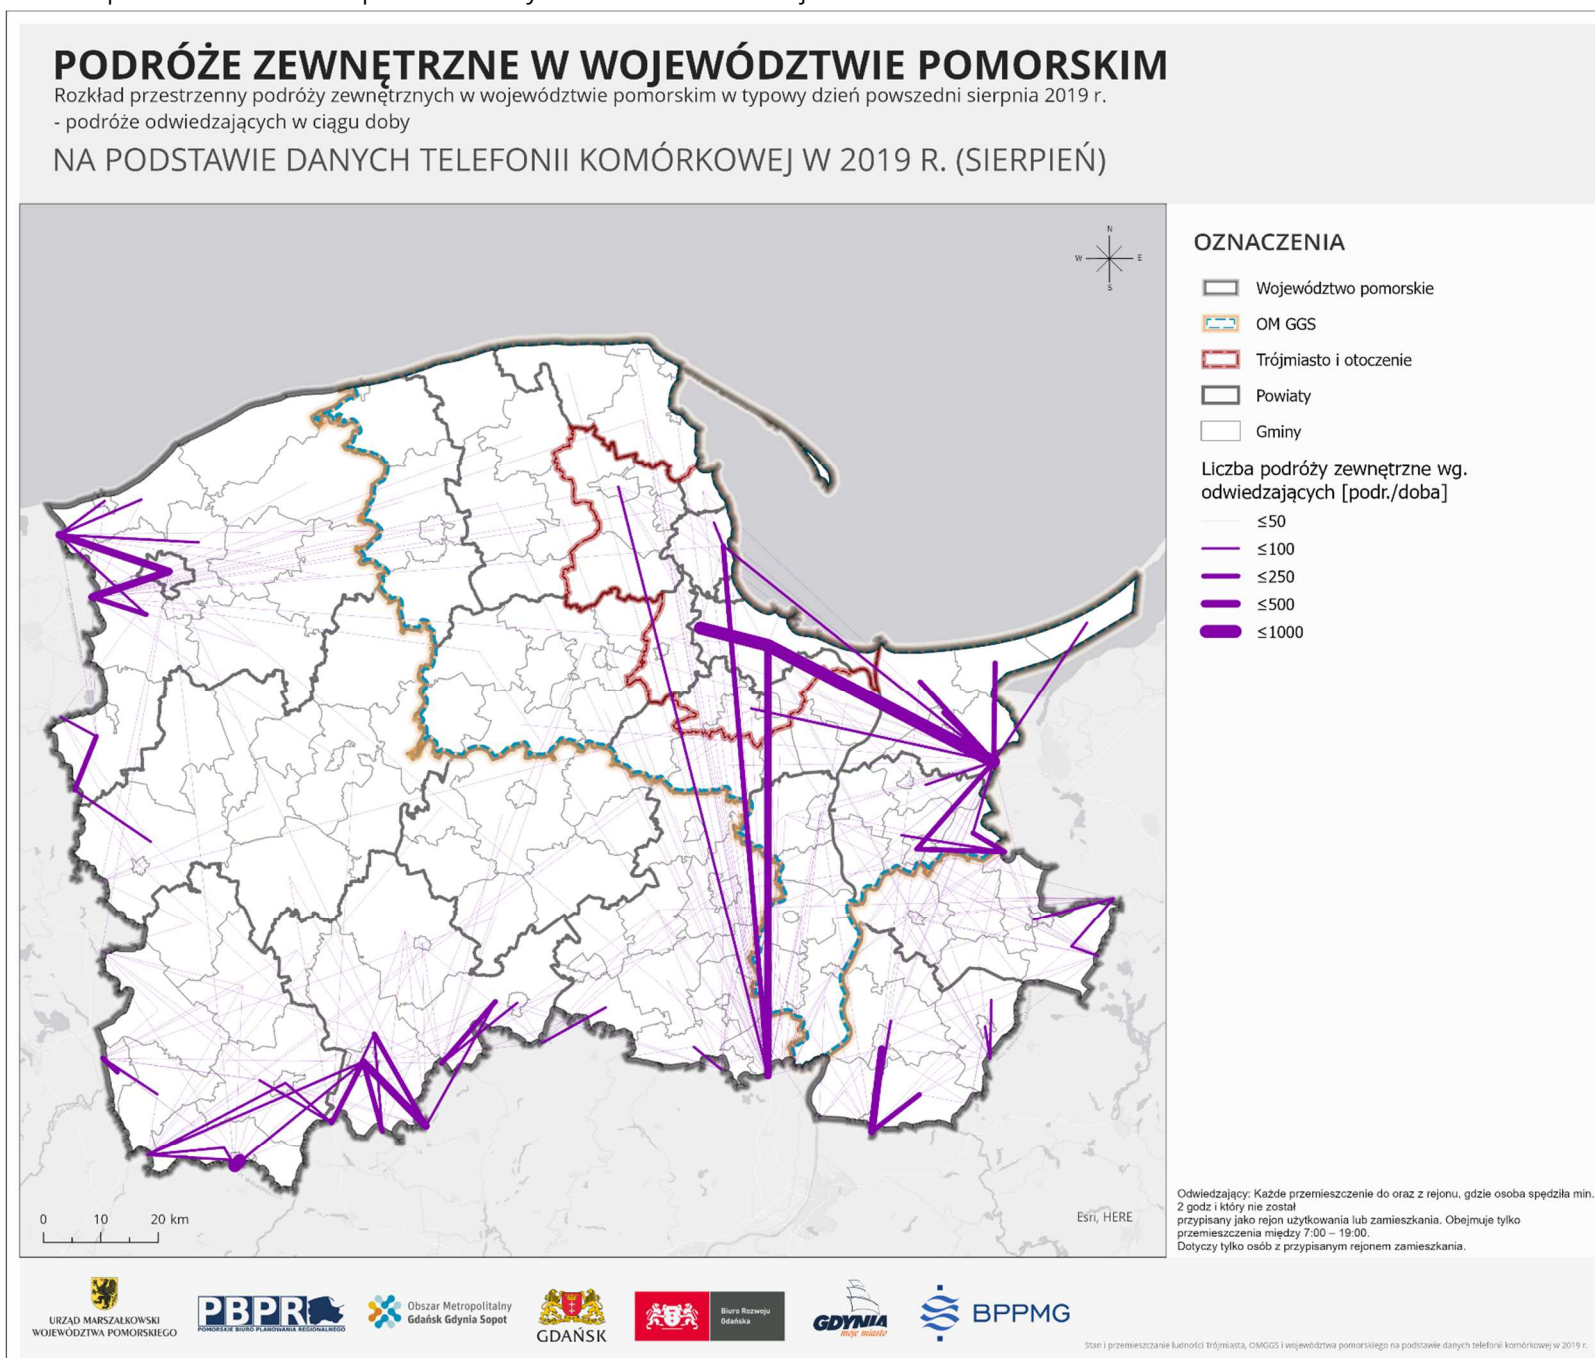 PODRÓŻE ZEWNĘTRZNE W WOJEWÓDZTWIE POMORSKIM
Rozkład przestrzenny podróży zewnętrznych w województwie pomorskim w typowy dzień powszedni sierpnia 2019 r.
- podróże odwiedzających w ciągu doby
NA PODSTAWIE DANYCH TELEFONII KOMÓRKOWEJ W 2019 R. (SIERPIEŃ)
N
W E
S
OZNACZENIA
Województwo pomorskie
OM GGS
Trójmiasto i otoczenie
Powiaty
Gminy
Liczba podróży zewnętrzne wg.
odwiedzających [podr./doba]
≤50
≤100
≤250
≤500
≤1000
0 10 20 km
Esri, HERE
Odwiedzający: Każde przemieszczenie do oraz z rejonu, gdzie osoba spędziła min.
2 godz i który nie został
przypisany jako rejon użytkowania lub zamieszkania. Obejmuje tylko
przemieszczenia między 7:00 – 19:00.
Dotyczy tylko osób z przypisanym rejonem zamieszkania.
URZĄD MARSZAŁKOWSKI
WOJEWÓDZTWA POMORSKIEGO
PBPR
POMORSKIE BIURO PLANOWANIA REGIONALNEGO
Obszar Metropolitalny
Gdańsk Gdynia Sopot
GDAŃSK
Biuro Rozwoju
Gdańska
GDYNIA
moje miasto
BPPMG
Stan i przemieszczanie ludności Trójmiasta, OMGGS i województwa pomorskiego na podstawie danych telefonii komórkowej w 2019 r.